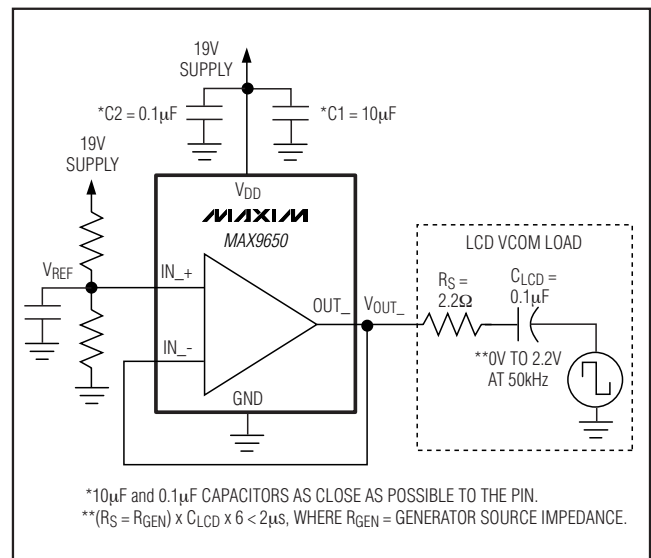 19V
SUPPLY
*C2 = 0.1µF
*C1 = 10µF
19V
SUPPLY
VDD
MAXIM
MAX9650
LCD VCOM LOAD
VREF
IN_+
OUT_
VOUT_
RS =
2.2Ω
CLCD =
0.1µF
IN_-
**0V TO 2.2V
AT 50kHz
GND
*10µF and 0.1µF CAPACITORS AS CLOSE AS POSSIBLE TO THE PIN.
**(RS = RGEN) x CLCD x 6 < 2µs, WHERE RGEN = GENERATOR SOURCE IMPEDANCE.